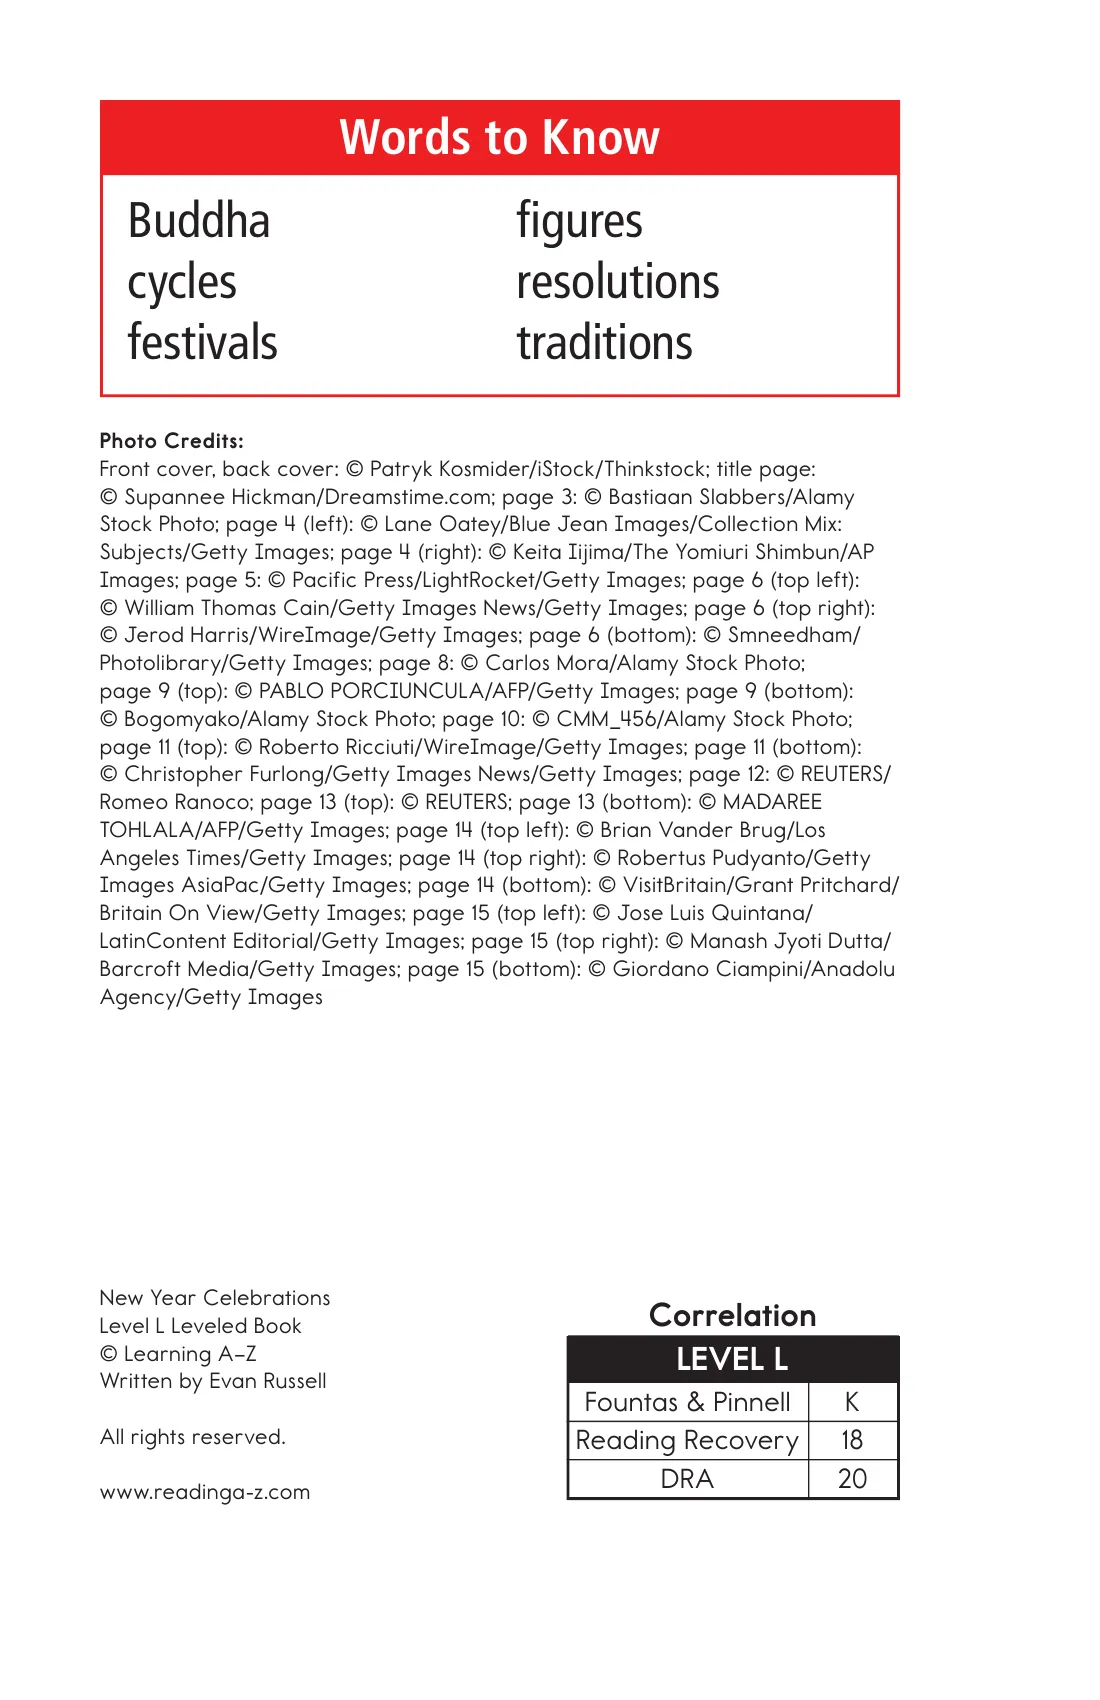 Words to Know
Buddha
cycles
festivals
figures
resolutions
traditions
Photo Credits:
Front cover, back cover: © Patryk Kosmider/iStock/Thinkstock; title page:
© Supannee Hickman/Dreamstime.com; page 3: © Bastiaan Slabbers/Alamy
Stock Photo; page 4 (left): © Lane Oatey/Blue Jean Images/Collection Mix:
Subjects/Getty Images; page 4 (right): © Keita Iijima/The Yomiuri Shimbun/AP
Images; page 5: © Pacific Press/LightRocket/Getty Images; page 6 (top left):
© William Thomas Cain/Getty Images News/Getty Images; page 6 (top right):
© Jerod Harris/WireImage/Getty Images; page 6 (bottom): © Smneedham/
Photolibrary/Getty Images; page 8: © Carlos Mora/Alamy Stock Photo;
page 9 (top): © PABLO PORCIUNCULA/AFP/Getty Images; page 9 (bottom):
© Bogomyako/Alamy Stock Photo; page 10: © CMM_456/Alamy Stock Photo;
page 11 (top): © Roberto Ricciuti/WireImage/Getty Images; page 11 (bottom):
© Christopher Furlong/Getty Images News/Getty Images; page 12: © REUTERS/
Romeo Ranoco; page 13 (top): © REUTERS; page 13 (bottom): © MADAREE
TOHLALA/AFP/Getty Images; page 14 (top left): © Brian Vander Brug/Los
Angeles Times/Getty Images; page 14 (top right): © Robertus Pudyanto/Getty
Images AsiaPac/Getty Images; page 14 (bottom): © VisitBritain/Grant Pritchard/
Britain On View/Getty Images; page 15 (top left): © Jose Luis Quintana/
LatinContent Editorial/Getty Images; page 15 (top right): © Manash Jyoti Dutta/
Barcroft Media/Getty Images; page 15 (bottom): © Giordano Ciampini/Anadolu
Agency/Getty Images
New Year Celebrations
Level L Leveled Book
© Learning A–Z
Written by Evan Russell
All rights reserved.
www.readinga-z.com
Correlation
LEVEL L
Fountas & Pinnell K
Reading Recovery 18
DRA 20